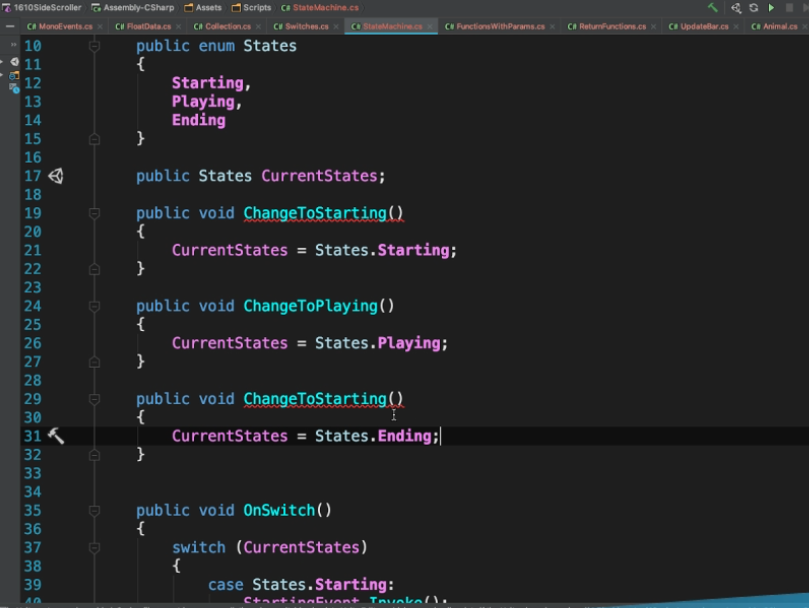 1610SideScroller Assembly-CSharp Assets Scripts C# StateMachine.cs
C# MonoEvents.cs C# FloatData.cs C# Collection.cs C# Switches.cs C# StateMachine.cs C# FunctionsWithParams.cs C# ReturnFunctions.cs C# UpdateBar.cs C# Animal.cs
10 public enum States
11 {
12 Starting,
13 Playing,
14 Ending
15 }
16
17 public States CurrentStates;
18
19 public void ChangeToStarting()
20 {
21 CurrentStates = States.Starting;
22 }
23
24 public void ChangeToPlaying()
25 {
26 CurrentStates = States.Playing;
27 }
28
29 public void ChangeToStarting()
30 {
31 CurrentStates = States.Ending;
32 }
33
34
35 public void OnSwitch()
36 {
37 switch (CurrentStates)
38 {
39 case States.Starting:
40 StartingEvent.Invoke();